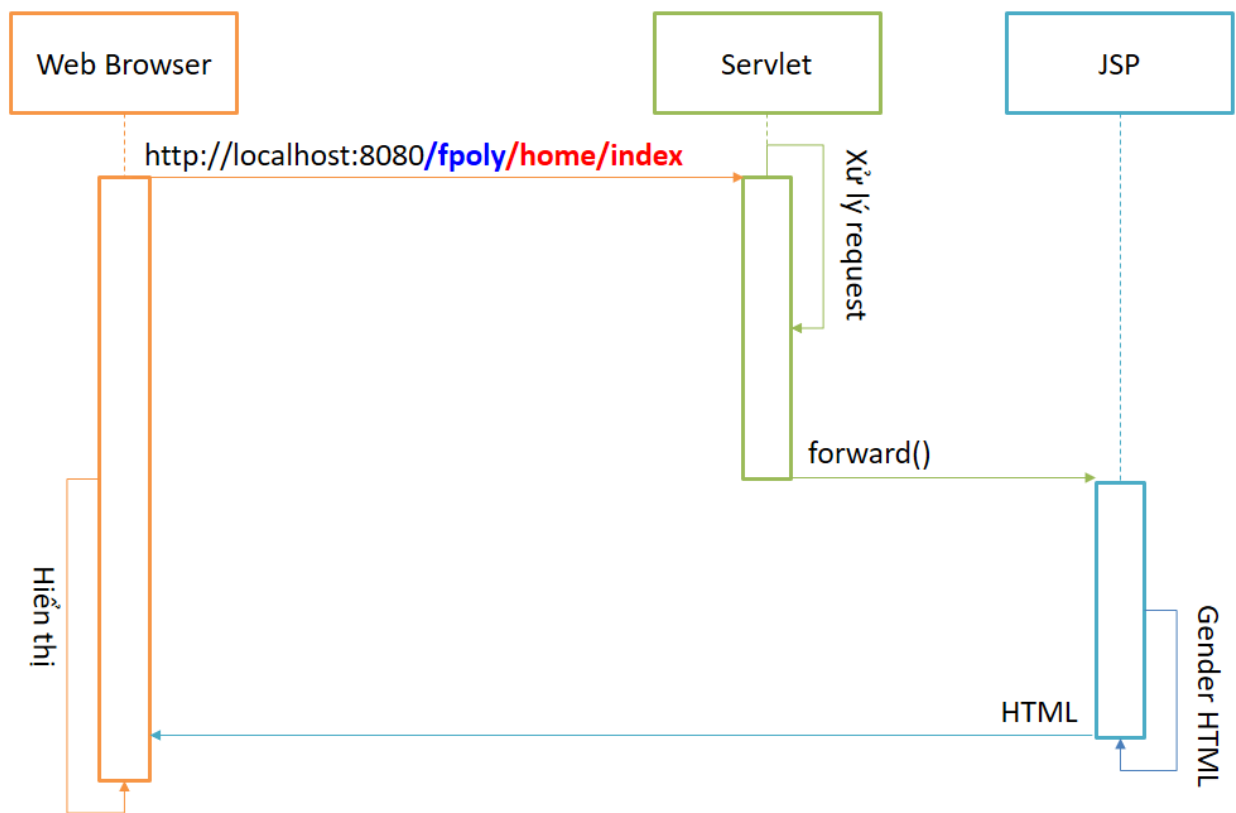 Web Browser
Servlet
JSP
http://localhost:8080/fpoly/home/index
Xử lý request
forward()
Hiển thị
Gender HTML
HTML